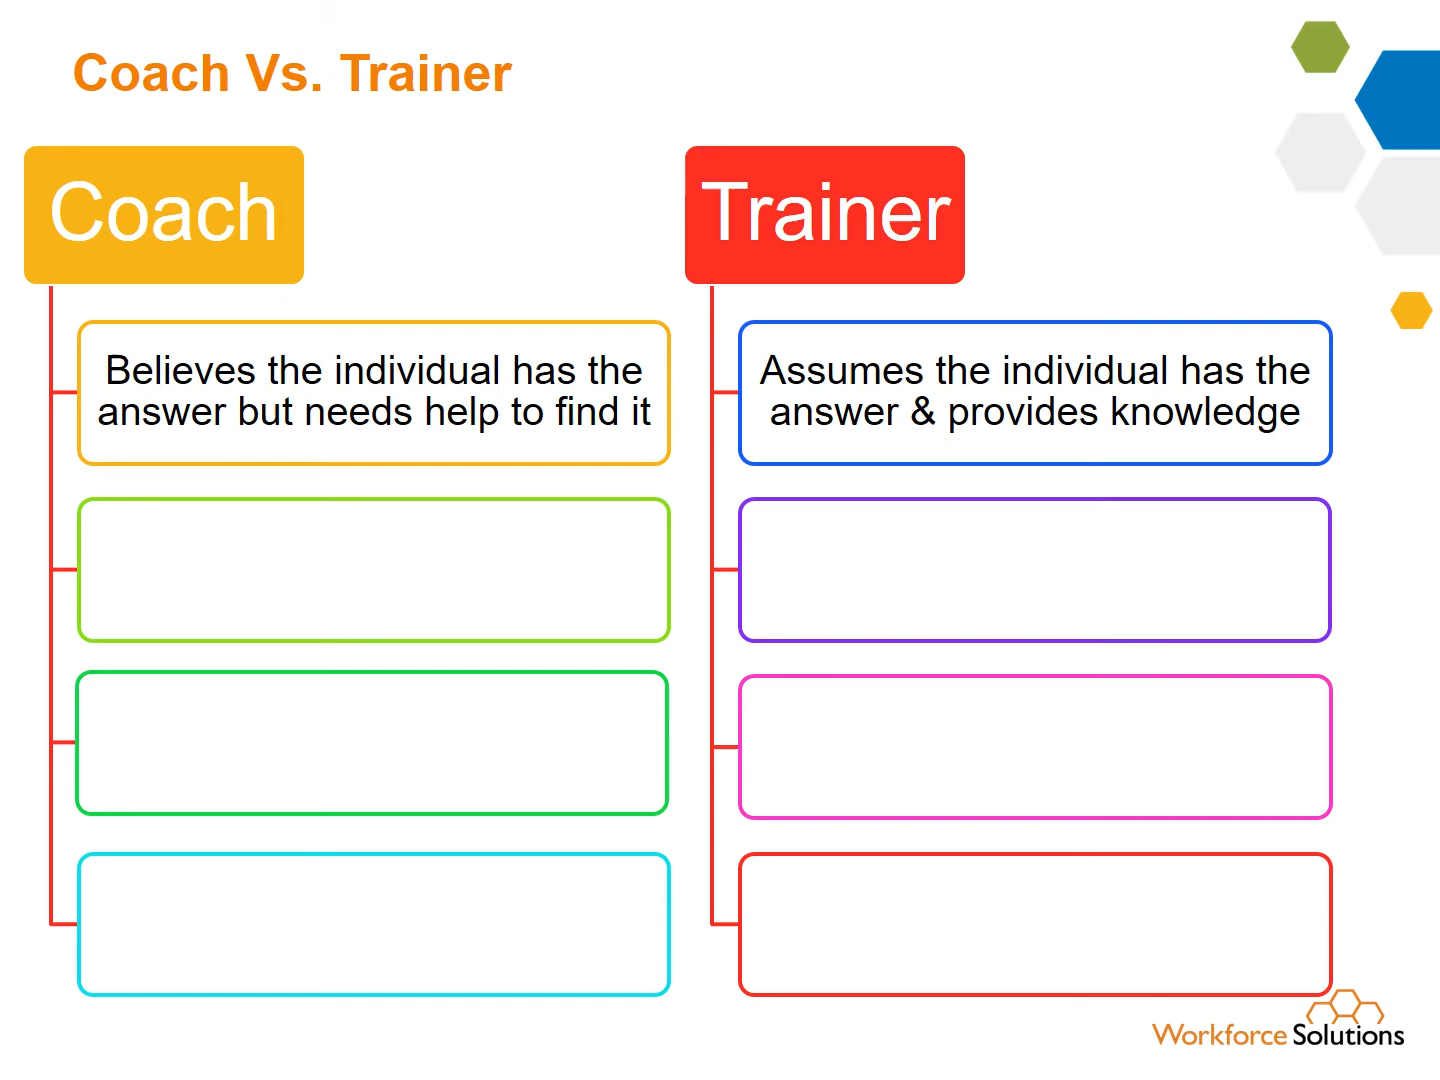 Coach Vs. Trainer
Coach
Believes the individual has the
answer but needs help to find it
Trainer
Assumes the individual has the
answer & provides knowledge
Workforce Solutions